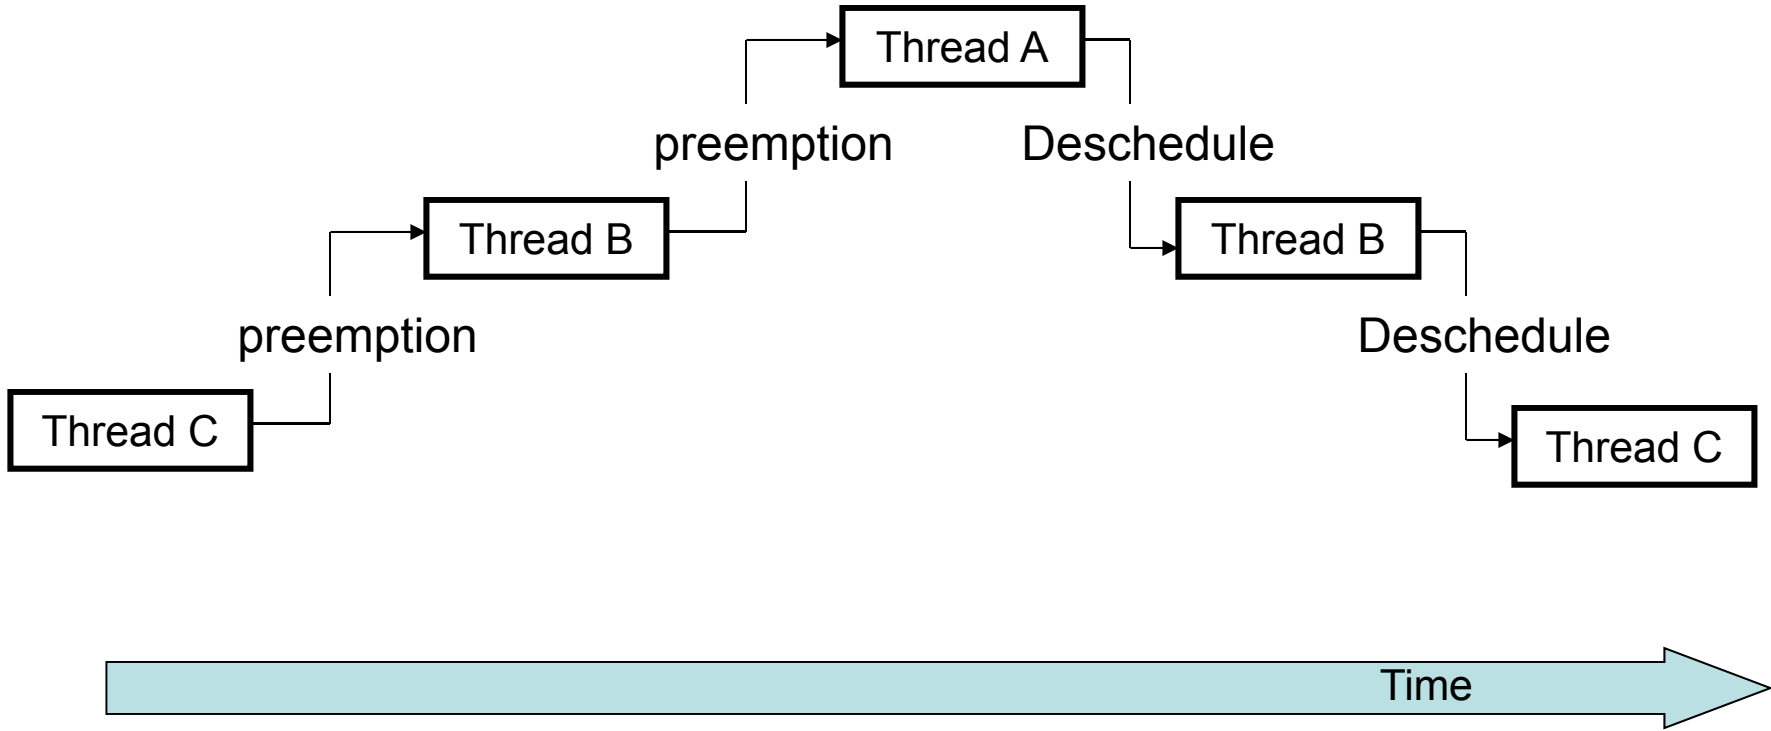 Thread A
preemption
Deschedule
Thread B
Thread B
preemption
Deschedule
Thread C
Thread C
Time